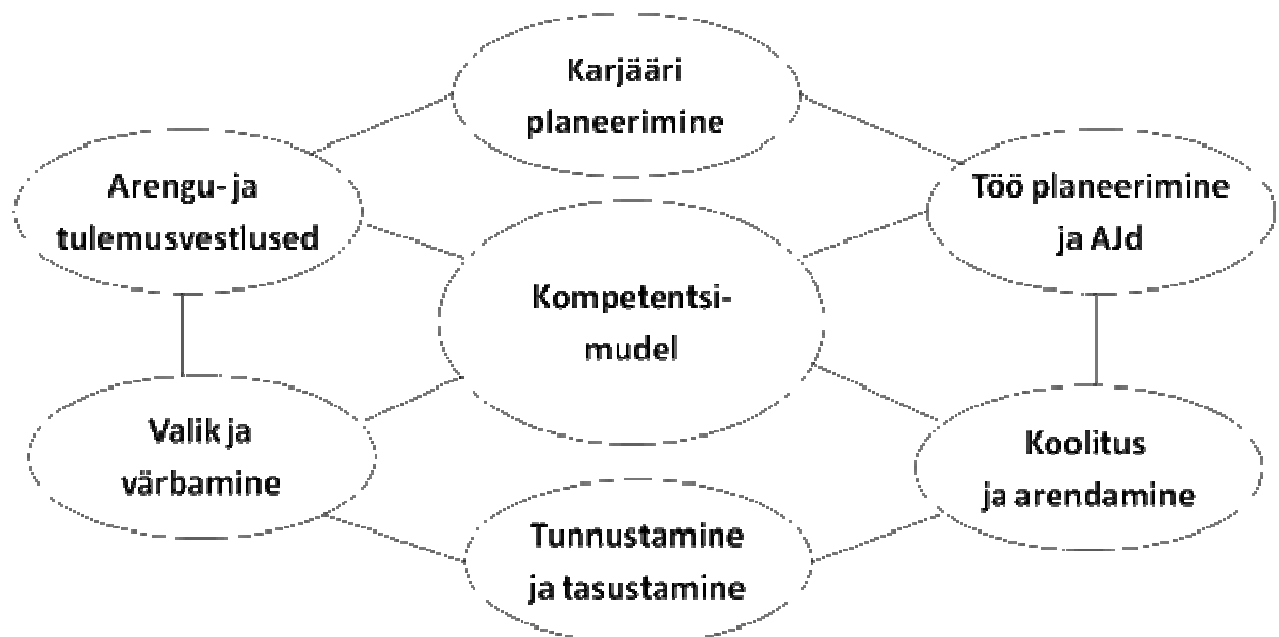 Karjääri
planeerimine
Arengu- ja
tulemusvestlused
Töö planeerimine
ja AJd
Kompetentsi-
mudel
Valik ja
värbamine
Koolitus
ja arendamine
Tunnustamine
ja tasustamine